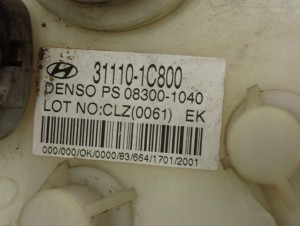 31110-1C800
DENSO PS 08300-1040
LOT NO:CLZ(0061) EK
000/000/OK/0000/83/664/1701/2001